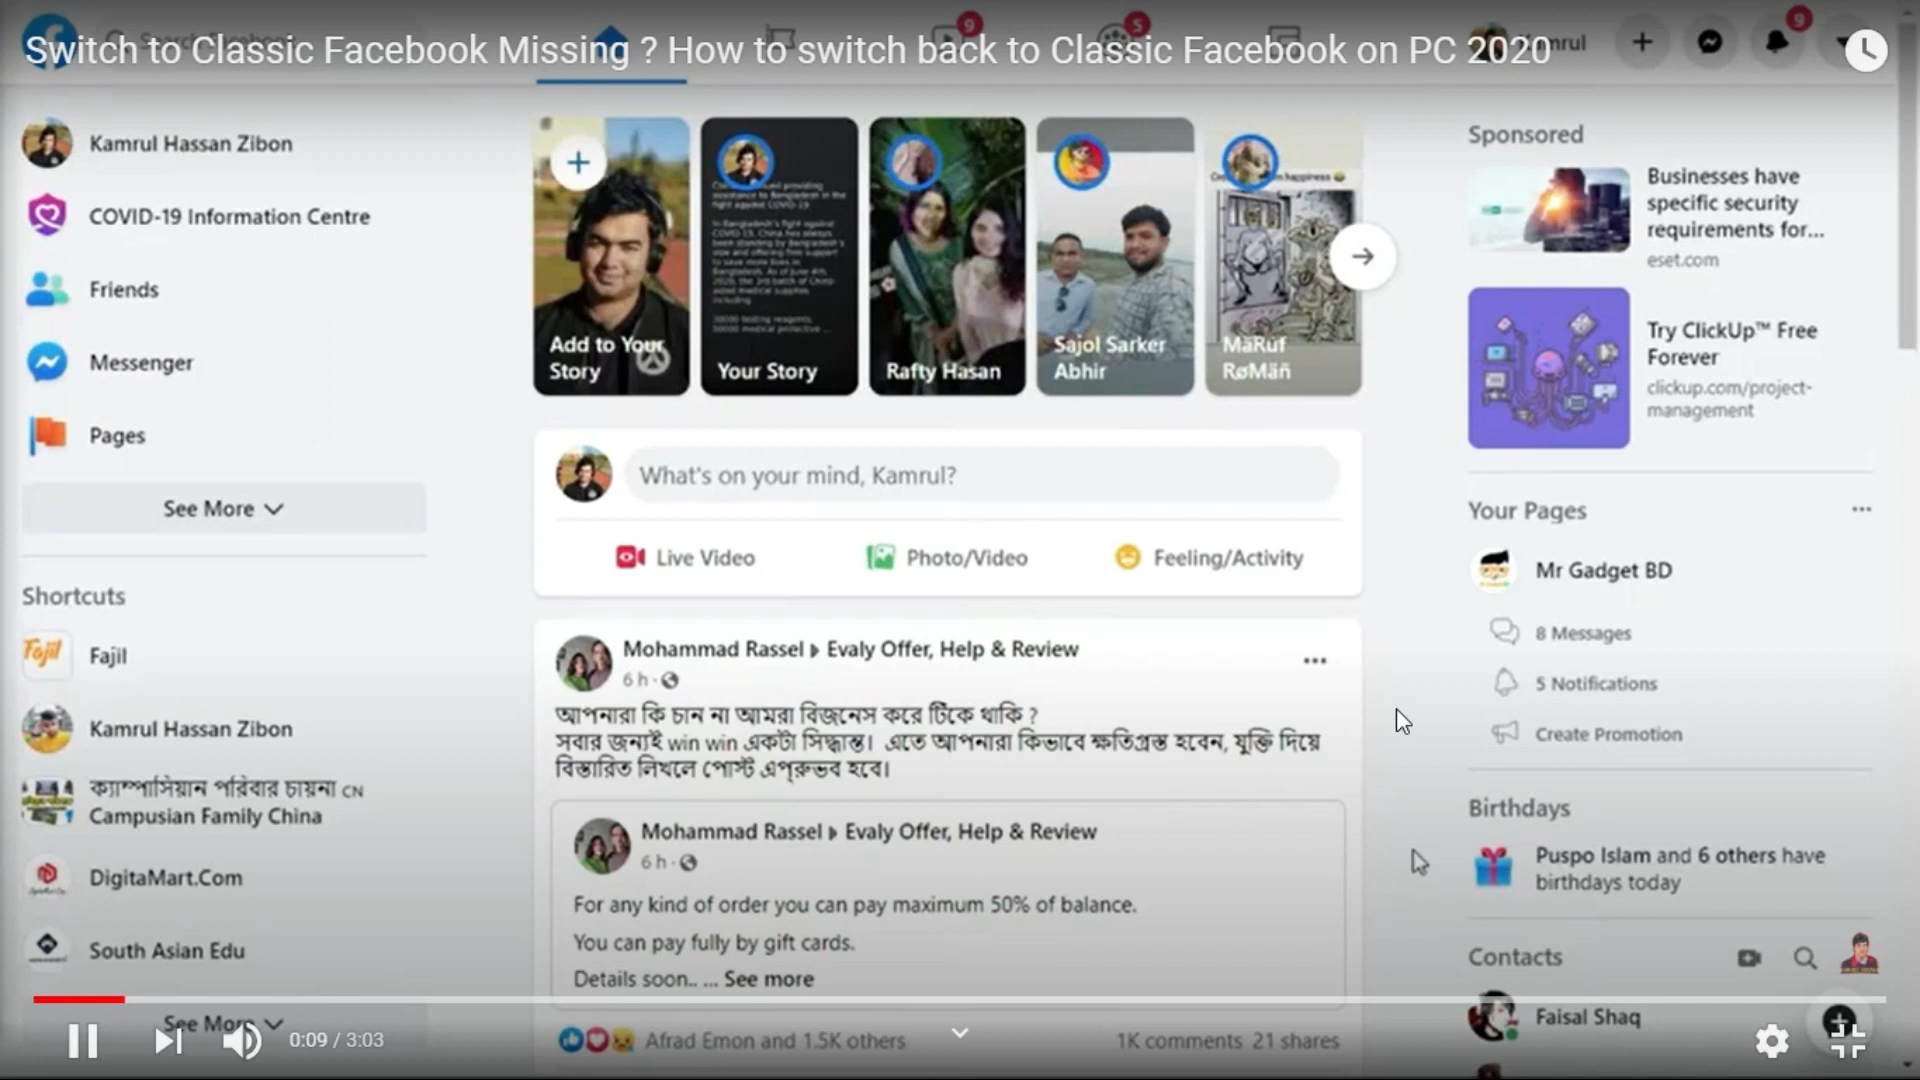 Switch to Classic Facebook Missing ? How to switch back to Classic Facebook on PC 2020
9
5
9
Kamrul Hassan Zibon
COVID-19 Information Centre
Friends
Messenger
Pages
See More
Shortcuts
Fajil
Fajil
Kamrul Hassan Zibon
ক্যাম্পাসিয়ান পরিবার চায়না CN
Campusian Family China
DigitaMart.Com
South Asian Edu
See More
0:09 / 3:03
Add to Your
Story
Your Story
Rafty Hasan
Sajol Sarker
Abhir
MäRuf
RøMäñ
What's on your mind, Kamrul?
Live Video
Photo/Video
Feeling/Activity
Mohammad Rassel ▸ Evaly Offer, Help & Review
6 h ·
আপনারা কি চান না আমরা বিজনেস করে টিকে থাকি ?
সবার জন্যই win win একটা সিদ্ধান্ত। এতে আপনারা কিভাবে ক্ষতিগ্রস্ত হবেন, যুক্তি দিয়ে
বিস্তারিত লিখলে পোস্ট এপ্রুভব হবে।
Mohammad Rassel ▸ Evaly Offer, Help & Review
6 h ·
For any kind of order you can pay maximum 50% of balance.
You can pay fully by gift cards.
Details soon.. ... See more
Afrad Emon and 1.5K others
1K comments 21 shares
Sponsored
Businesses have
specific security
requirements for...
eset.com
Try ClickUp™ Free
Forever
clickup.com/project-
management
Your Pages
Mr Gadget BD
8 Messages
5 Notifications
Create Promotion
Birthdays
Puspo Islam and 6 others have
birthdays today
Contacts
Faisal Shaq